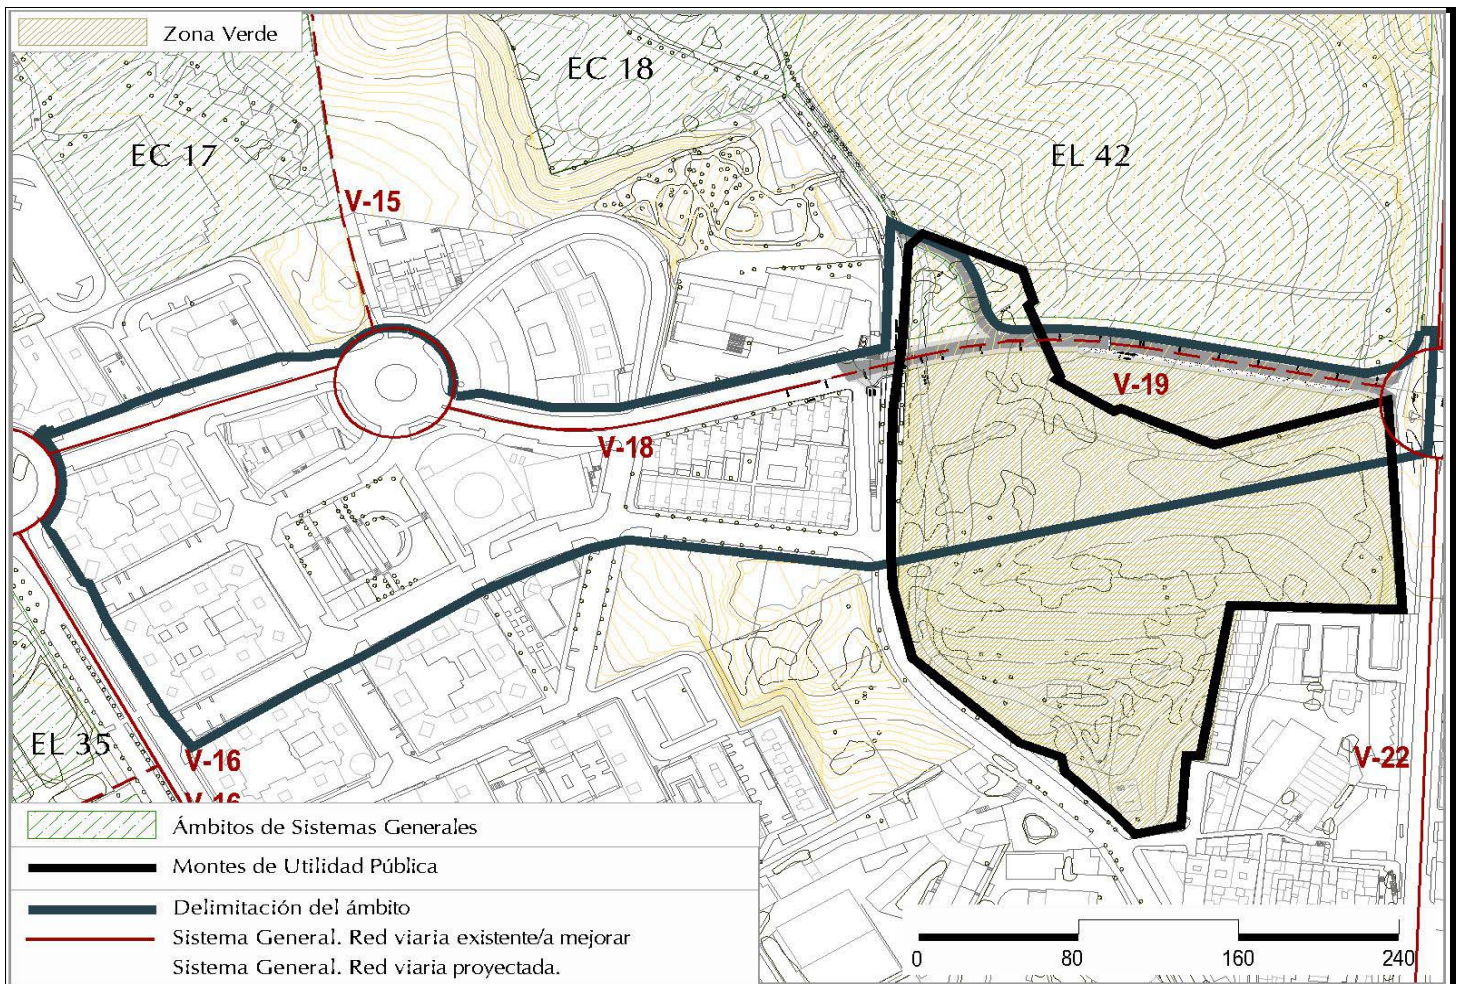 Zona Verde
EC 18
EC 17
EL 42
V-15
V-19
V-18
EL 35
V-16
V-16
V-22
Ámbitos de Sistemas Generales
Montes de Utilidad Pública
Delimitación del ámbito
Sistema General. Red viaria existente/a mejorar
Sistema General. Red viaria proyectada.
0 80 160 240